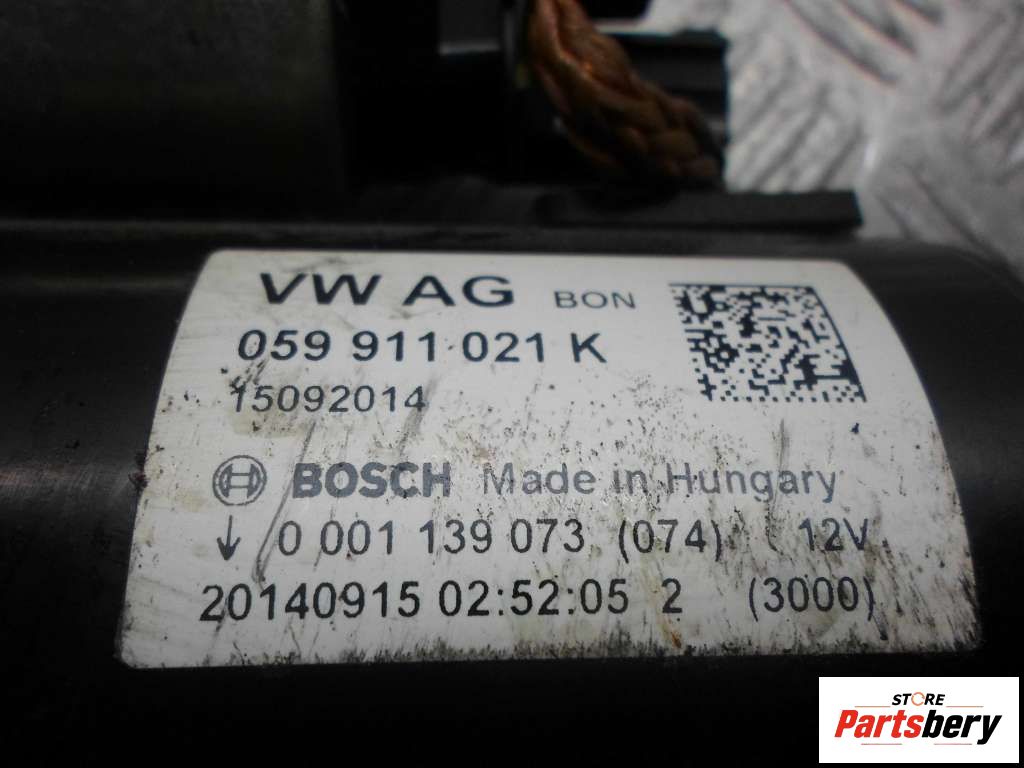 VW AG BON
059 911 021 K
15092014
BOSCH Made in Hungary
0 001 139 073 (074) 12V
20140915 02:52:05 2 (3000)
STORE
Partsbery